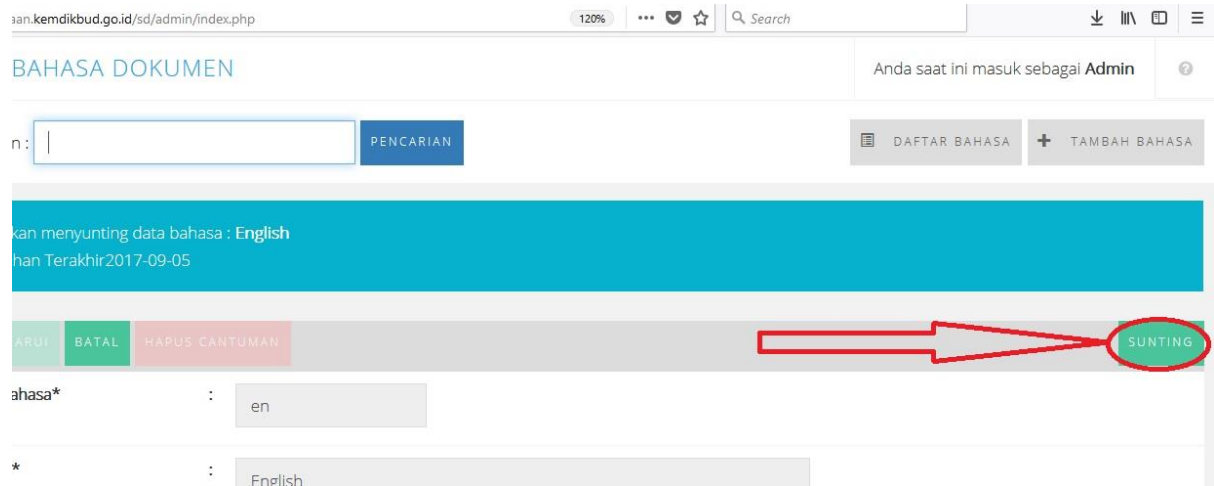 aan.kemdikbud.go.id/sd/admin/index.php 120% Search
BAHASA DOKUMEN Anda saat ini masuk sebagai Admin ?
n : PENCARIAN DAFTAR BAHASA + TAMBAH BAHASA
kan menyunting data bahasa : English
han Terakhir2017-09-05
ARUI BATAL HAPUS CANTUMAN SUNTING
ahasa* : en
* : English